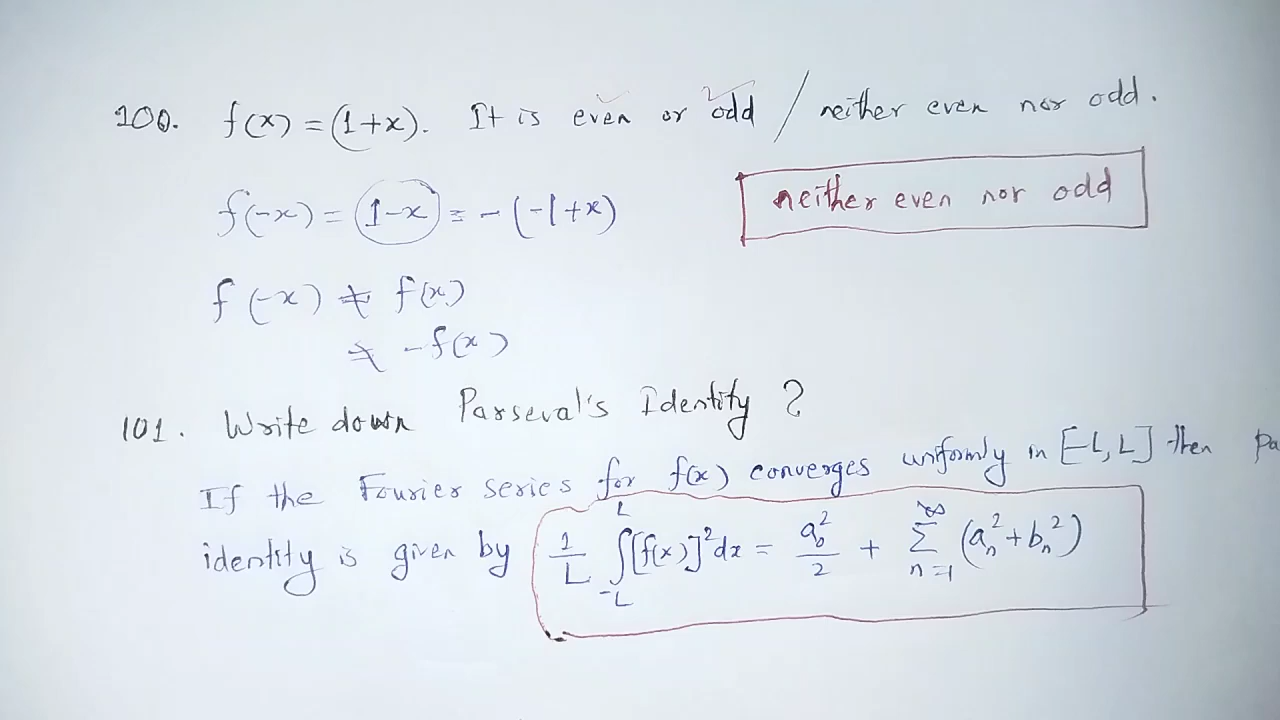 100. f(x) = (1+x). It is even or odd / neither even nor odd.
f(-x) = (1-x) = -(-1+x)
neither even nor odd
f(-x) ≠ f(x)
≠ -f(x)
101. Write down Parseval's Identity ?
If the Fourier series for f(x) converges uniformly in [-L, L] then pa
identity is given by 1/L ∫_{-L}^{L} [f(x)]² dx = a₀²/2 + ∑_{n=1}^{∞} (aₙ² + bₙ²)